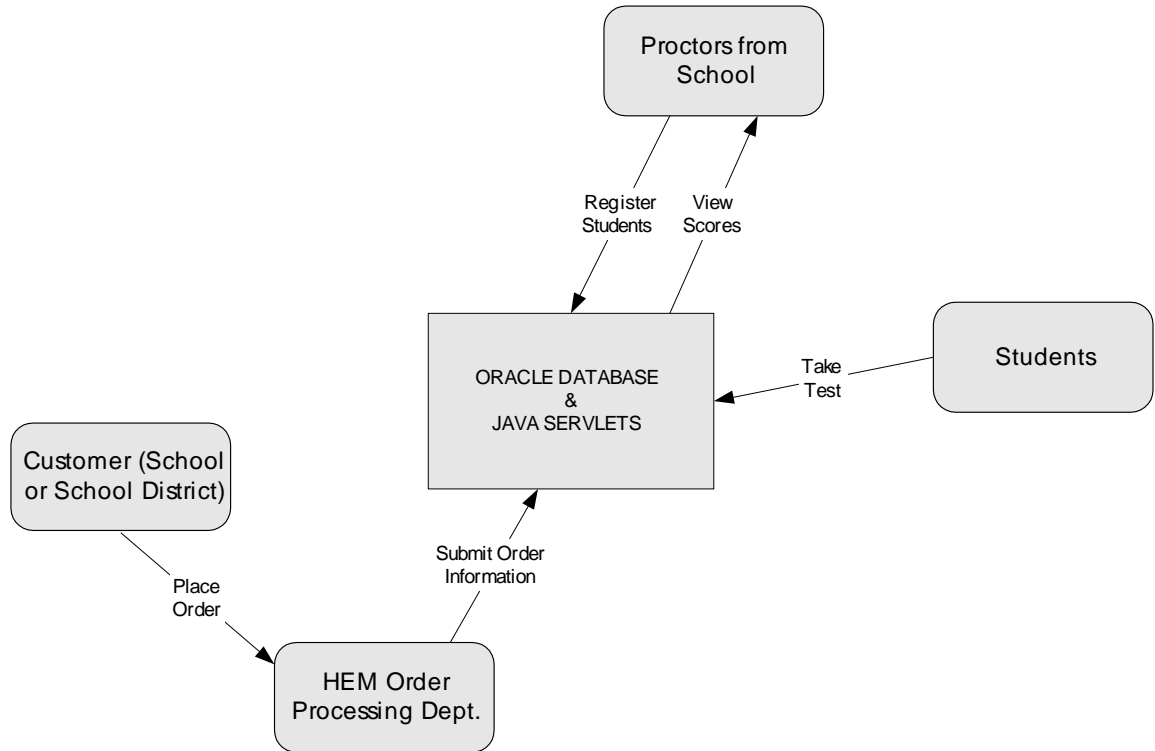 Proctors from
School
Register
Students
View
Scores
ORACLE DATABASE
&
JAVA SERVLETS
Take
Test
Students
Customer (School
or School District)
Place
Order
Submit Order
Information
HEM Order
Processing Dept.